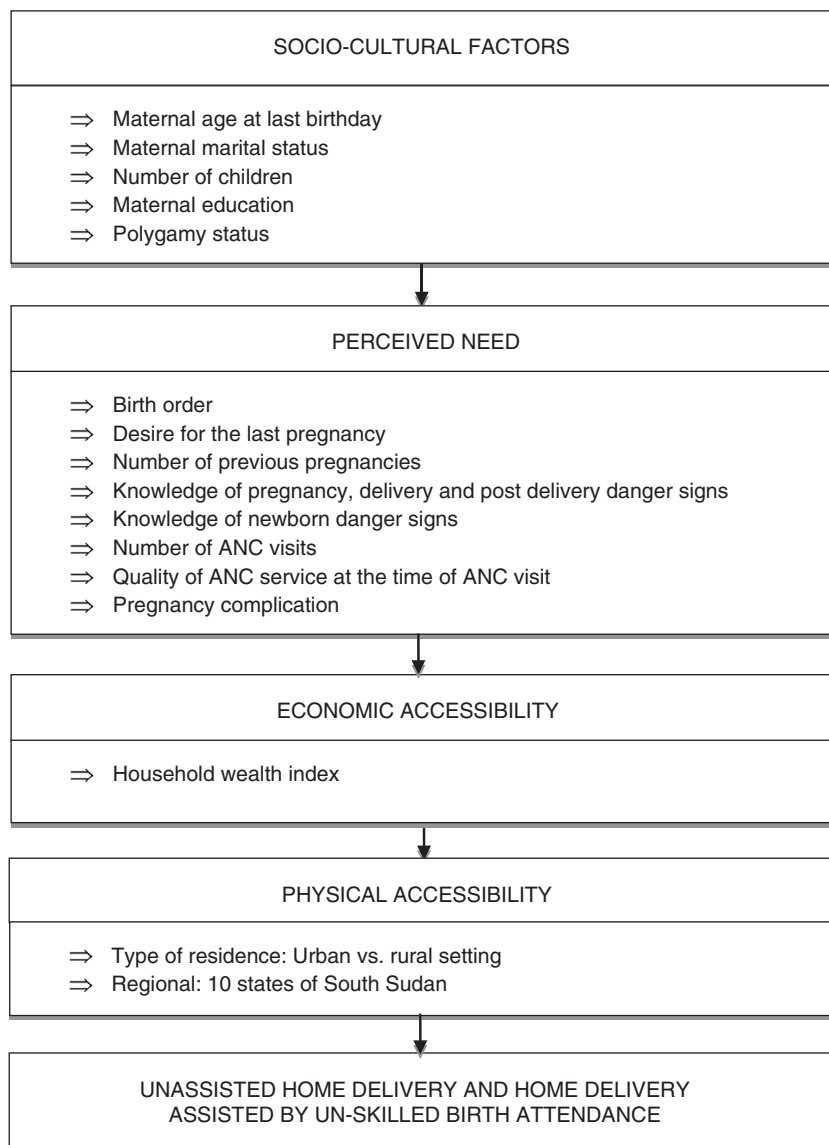 SOCIO-CULTURAL FACTORS
⇒ Maternal age at last birthday
⇒ Maternal marital status
⇒ Number of children
⇒ Maternal education
⇒ Polygamy status
PERCEIVED NEED
⇒ Birth order
⇒ Desire for the last pregnancy
⇒ Number of previous pregnancies
⇒ Knowledge of pregnancy, delivery and post delivery danger signs
⇒ Knowledge of newborn danger signs
⇒ Number of ANC visits
⇒ Quality of ANC service at the time of ANC visit
⇒ Pregnancy complication
ECONOMIC ACCESSIBILITY
⇒ Household wealth index
PHYSICAL ACCESSIBILITY
⇒ Type of residence: Urban vs. rural setting
⇒ Regional: 10 states of South Sudan
UNASSISTED HOME DELIVERY AND HOME DELIVERY
ASSISTED BY UN-SKILLED BIRTH ATTENDANCE